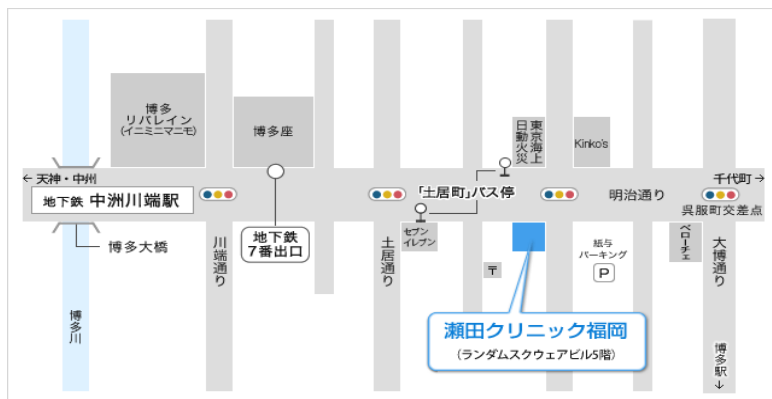 博多
リバレイン
(イニミニマニモ)
博多座
東京海上
日動火災
Kinko's
← 天神・中州
千代町 →
地下鉄 中洲川端駅
「土居町」バス停
明治通り
呉服町交差点
博多大橋
川端通り
地下鉄
7番出口
土居通り
セブン
イレブン
〒
紙与
パーキング
P
ベローチェ
大博通り
博多川
瀬田クリニック福岡
(ランダムスクウェアビル5階)
博多駅
↓